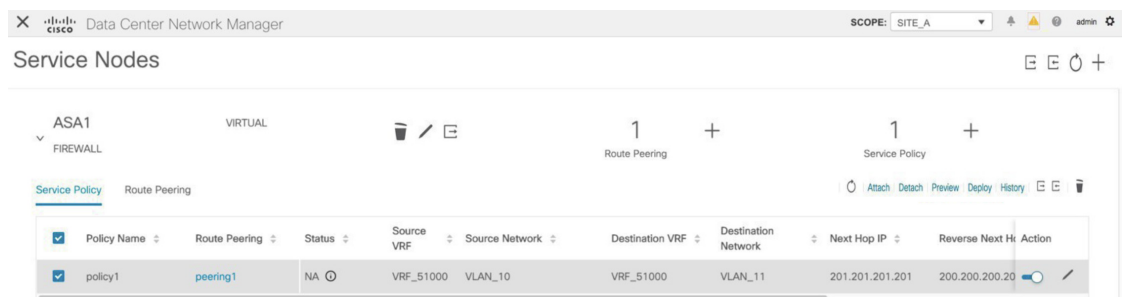 cisco Data Center Network Manager SCOPE: SITE_A admin
Service Nodes
ASA1 VIRTUAL 1 1
FIREWALL Route Peering Service Policy
Service Policy Route Peering Attach Detach Preview Deploy History
Policy Name Route Peering Status Source VRF Source Network Destination VRF Destination Network Next Hop IP Reverse Next Action
policy1 peering1 NA VRF_51000 VLAN_10 VRF_51000 VLAN_11 201.201.201.201 200.200.200.20